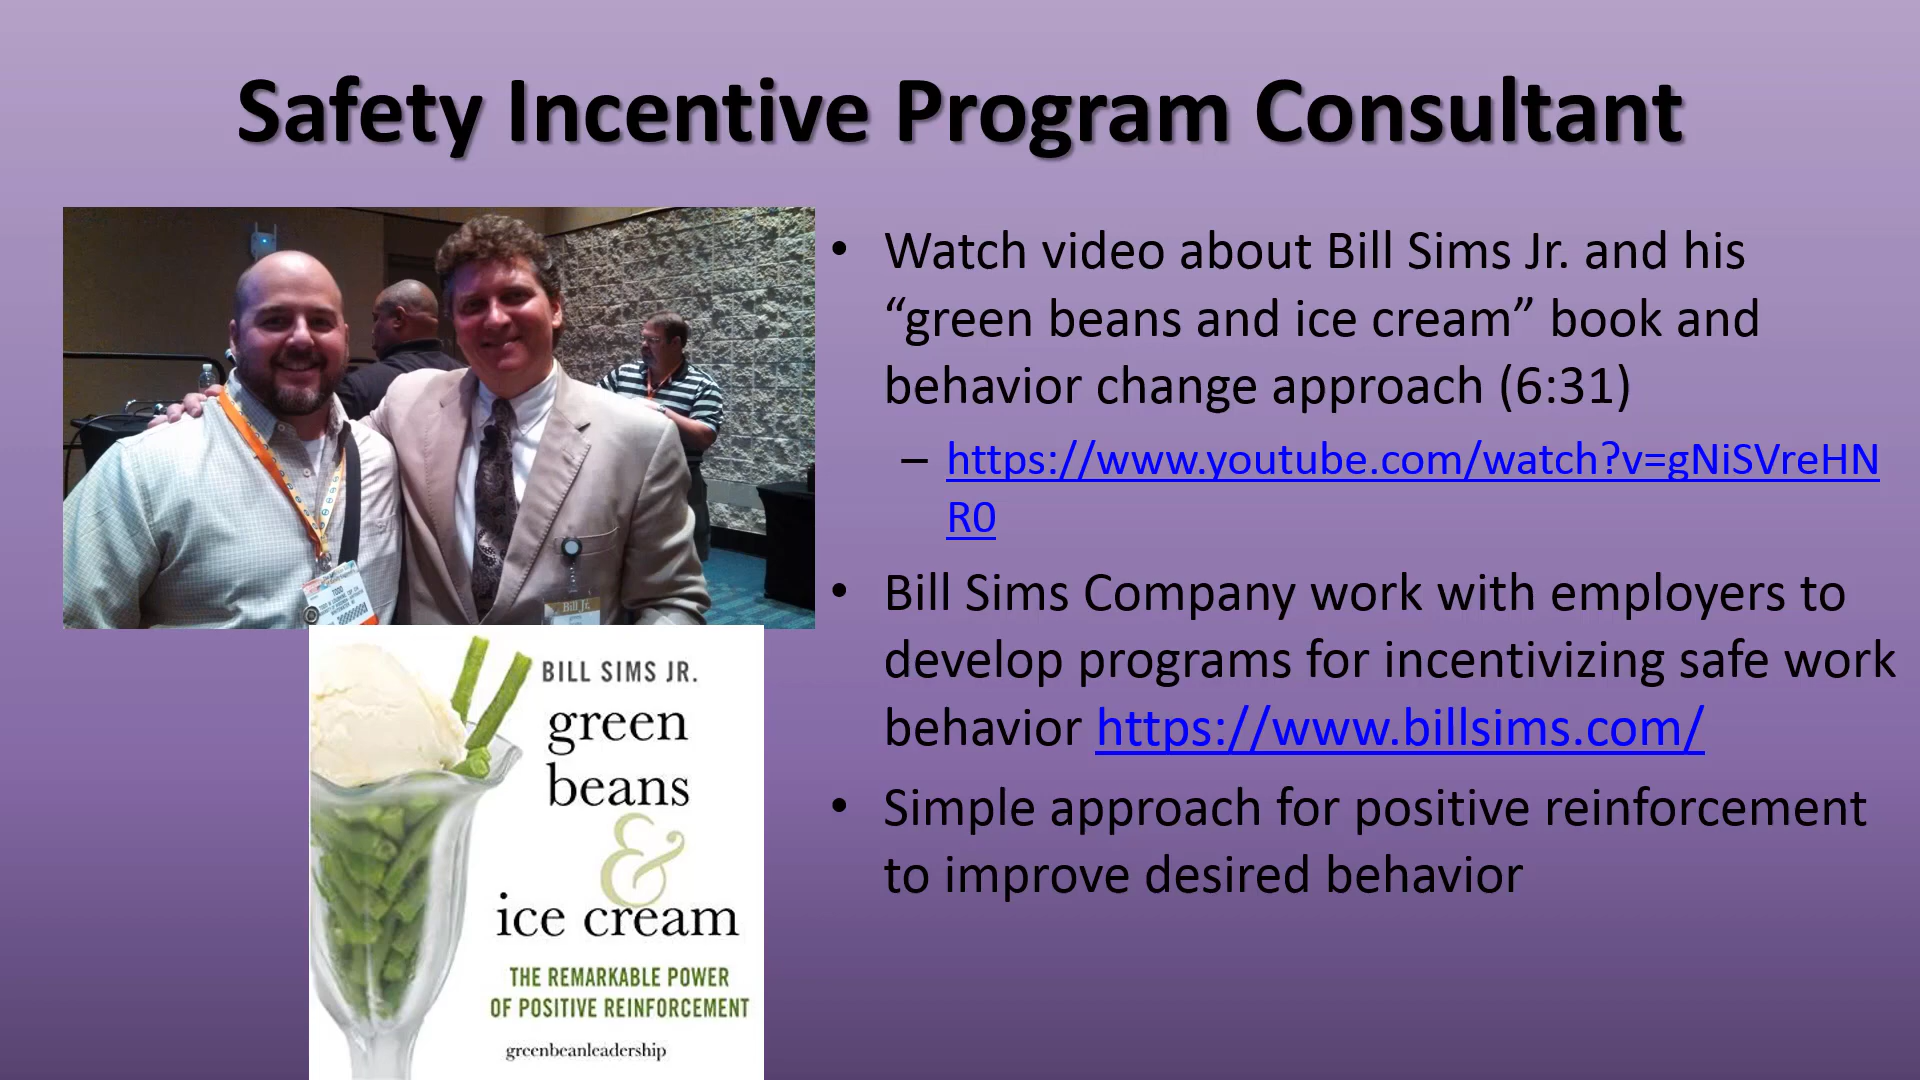 Safety Incentive Program Consultant
• Watch video about Bill Sims Jr. and his
“green beans and ice cream” book and
behavior change approach (6:31)
– https://www.youtube.com/watch?v=gNiSVreHN
R0
• Bill Sims Company work with employers to
develop programs for incentivizing safe work
behavior https://www.billsims.com/
• Simple approach for positive reinforcement
to improve desired behavior
TODD
Bill Jr.
BILL SIMS JR.
green
beans
&
ice cream
THE REMARKABLE POWER
OF POSITIVE REINFORCEMENT
greenbeanleadership